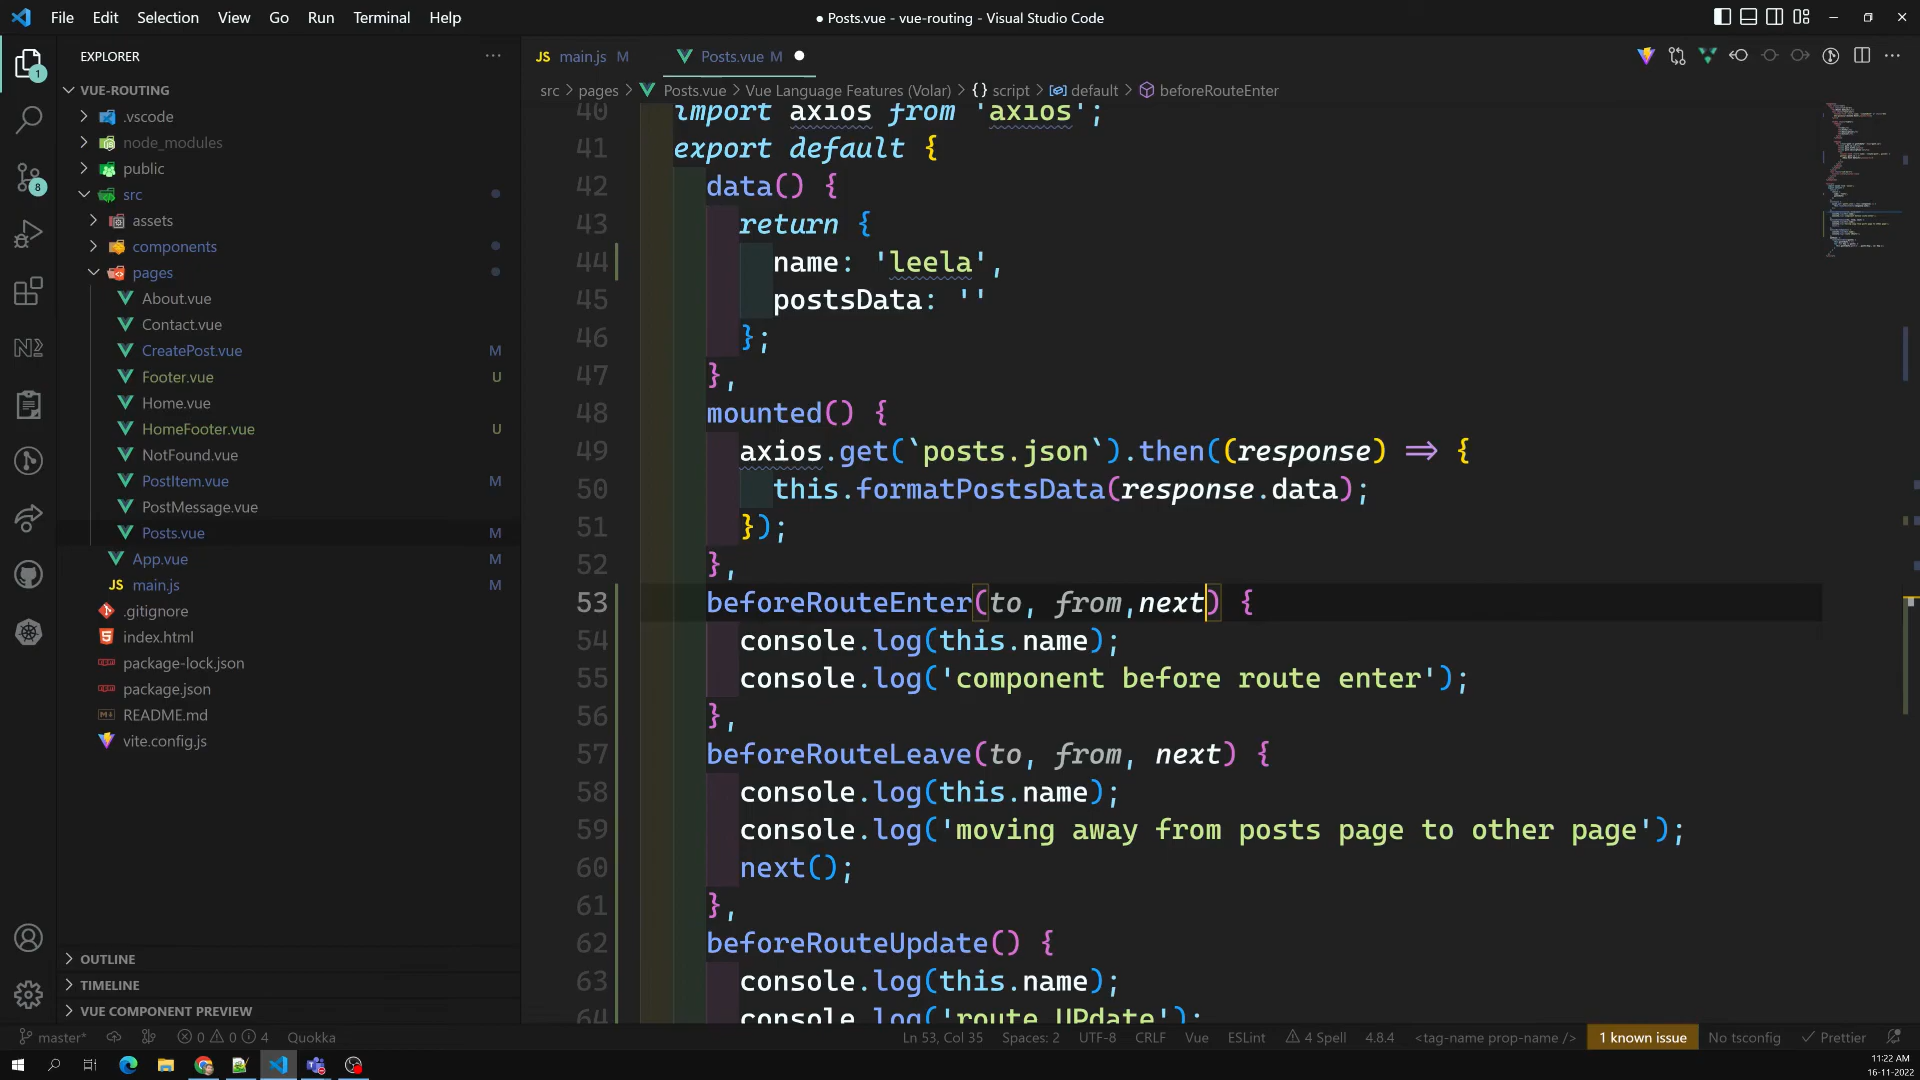 File Edit Selection View Go Run Terminal Help
● Posts.vue - vue-routing - Visual Studio Code
EXPLORER
VUE-ROUTING
.vscode
node_modules
public
src
assets
components
pages
About.vue
Contact.vue
CreatePost.vue M
Footer.vue U
Home.vue
HomeFooter.vue U
NotFound.vue
PostItem.vue M
PostMessage.vue
Posts.vue M
App.vue M
JS main.js M
.gitignore
index.html
package-lock.json
package.json
README.md
vite.config.js
OUTLINE
TIMELINE
VUE COMPONENT PREVIEW
1
8
JS main.js M
Posts.vue M ●
src > pages > Posts.vue > Vue Language Features (Volar) > {} script > default > beforeRouteEnter
40 import axios from 'axios';
41 export default {
42 data() {
43 return {
44 name: 'leela',
45 postsData: ''
46 };
47 },
48 mounted() {
49 axios.get(`posts.json`).then((response) => {
50 this.formatPostsData(response.data);
51 });
52 },
53 beforeRouteEnter(to, from,next) {
54 console.log(this.name);
55 console.log('component before route enter');
56 },
57 beforeRouteLeave(to, from, next) {
58 console.log(this.name);
59 console.log('moving away from posts page to other page');
60 next();
61 },
62 beforeRouteUpdate() {
63 console.log(this.name);
64 console.log('route UPdate');
master* 0 0 4 Quokka
Ln 53, Col 35 Spaces: 2 UTF-8 CRLF Vue ESLint 4 Spell 4.8.4 <tag-name prop-name /> 1 known issue No tsconfig Prettier
11:22 AM
16-11-2022